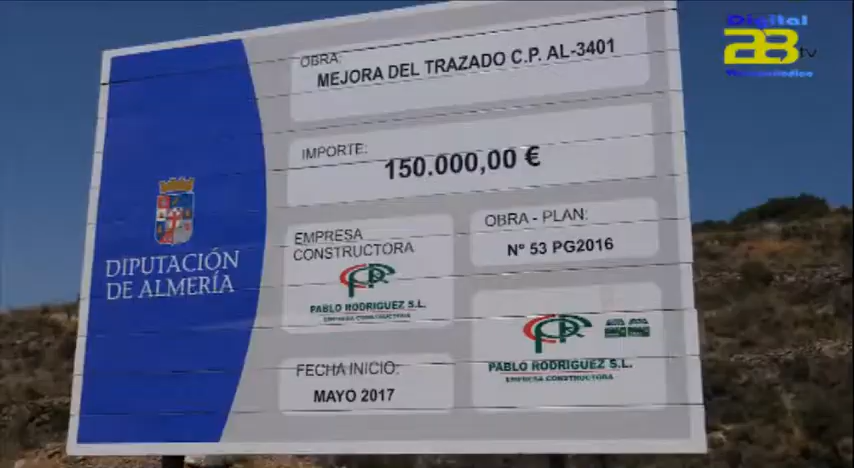 Digital
28 tv
OBRA:
MEJORA DEL TRAZADO C.P. AL-3401
IMPORTE:
150.000,00 €
DIPUTACIÓN
DE ALMERÍA
EMPRESA
CONSTRUCTORA
PABLO RODRIGUEZ S.L.
EMPRESA CONSTRUCTORA
OBRA - PLAN:
Nº 53 PG2016
FECHA INICIO:
MAYO 2017
PABLO RODRIGUEZ S.L.
EMPRESA CONSTRUCTORA